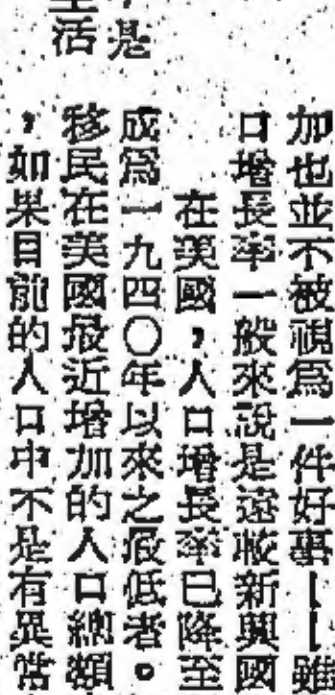 加也並不被視爲一件好事——雖
口增長率一般來說是遠較新興國
在美國，人口增長率已降至
成爲一九四〇年以來之最低者。
移民在美國最近增加的人口總額
，如果目前的人口中不是有異常
是
活